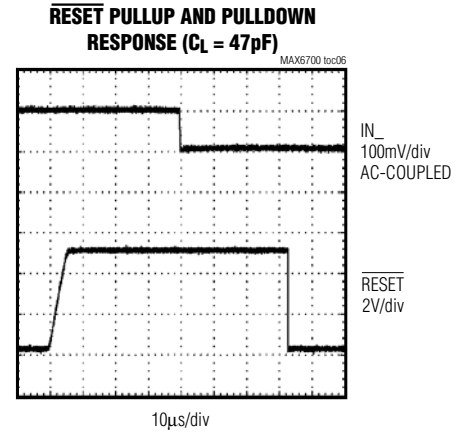 RESET PULLUP AND PULLDOWN
RESPONSE (CL = 47pF)
MAX6700 toc06
IN_
100mV/div
AC-COUPLED
RESET
2V/div
10μs/div